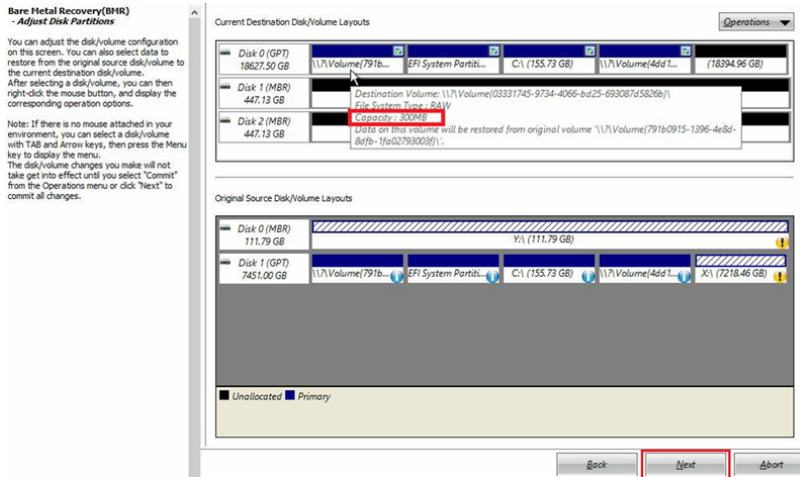 Bare Metal Recovery(BMR)
- Adjust Disk Partitions
You can adjust the disk/volume configuration
on this screen. You can also select data to
restore from the original source disk/volume to
the current destination disk/volume.
After selecting a disk/volume, you can then
right-click the mouse button, and display the
corresponding operation options.
Note: If there is no mouse attached in your
environment, you can select a disk/volume
with TAB and Arrow keys, then press the Menu
key to display the menu.
The disk/volume changes you make will not
take get into effect until you select "Commit"
from the Operations menu or click "Next" to
commit all changes.
Current Destination Disk/Volume Layouts
Operations
Disk 0 (GPT)
18627.50 GB
\\?\Volume{791b...
EFI System Partiti...
C:\ (155.73 GB)
\\?\Volume{4dd1...
(18394.96 GB)
Disk 1 (MBR)
447.13 GB
Disk 2 (MBR)
447.13 GB
Destination Volume: \\?\Volume{03331745-9734-4066-bd25-693087d5826b}\
File System Type : RAW
Capacity : 300MB
Data on this volume will be restored from original volume '\\?\Volume{791b0915-1396-4e8d-
8dfb-1fa02793003f}\'.
Original Source Disk/Volume Layouts
Disk 0 (MBR)
111.79 GB
Y:\ (111.79 GB)
Disk 1 (GPT)
7451.00 GB
\\?\Volume{791b...
EFI System Partiti...
C:\ (155.73 GB)
\\?\Volume{4dd1...
X:\ (7218.46 GB)
Unallocated
Primary
Back
Next
Abort